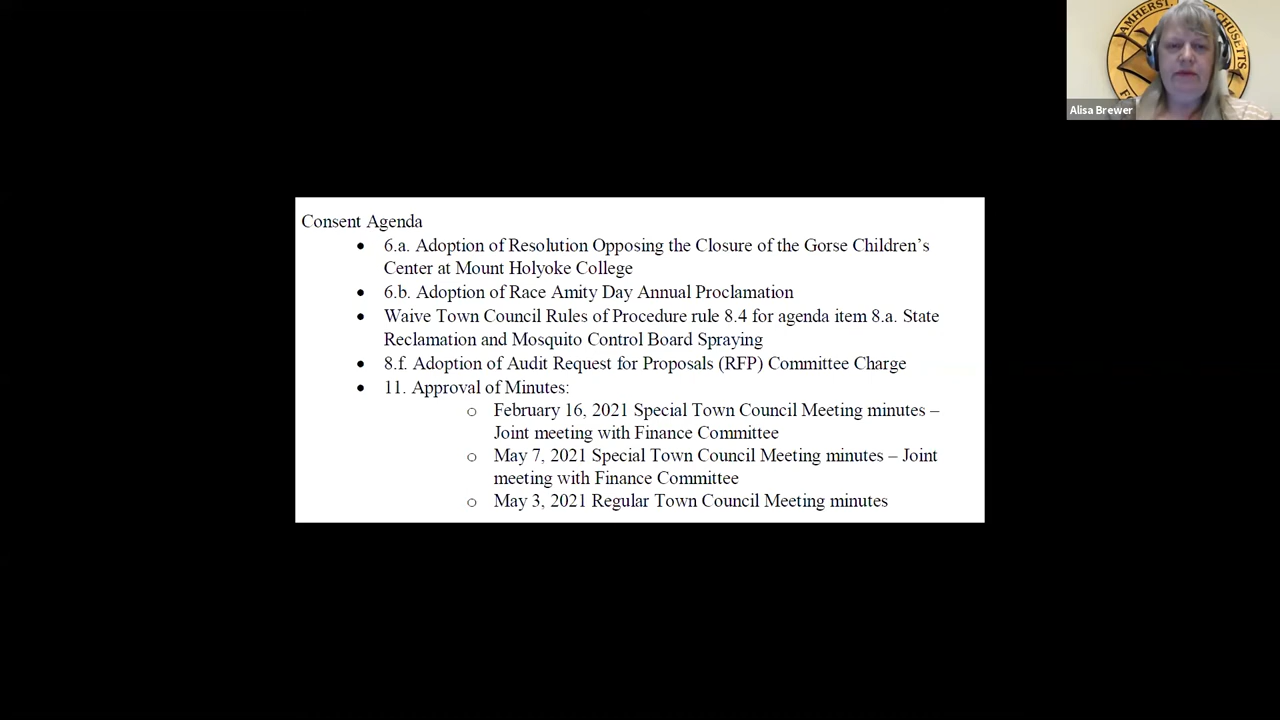 AMHERST, MASSACHUSETTS
Alisa Brewer
Consent Agenda
• 6.a. Adoption of Resolution Opposing the Closure of the Gorse Children's
Center at Mount Holyoke College
• 6.b. Adoption of Race Amity Day Annual Proclamation
• Waive Town Council Rules of Procedure rule 8.4 for agenda item 8.a. State
Reclamation and Mosquito Control Board Spraying
• 8.f. Adoption of Audit Request for Proposals (RFP) Committee Charge
• 11. Approval of Minutes:
o February 16, 2021 Special Town Council Meeting minutes –
Joint meeting with Finance Committee
o May 7, 2021 Special Town Council Meeting minutes – Joint
meeting with Finance Committee
o May 3, 2021 Regular Town Council Meeting minutes